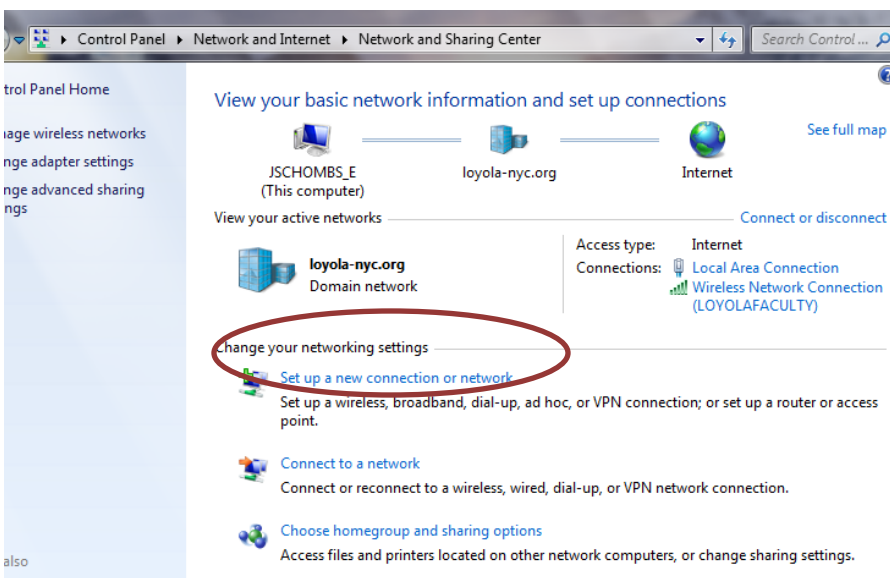 Control Panel ▸ Network and Internet ▸ Network and Sharing Center
Search Control ...
trol Panel Home
nage wireless networks
nge adapter settings
nge advanced sharing
ngs
also
View your basic network information and set up connections
See full map
JSCHOMBS_E
(This computer)
loyola-nyc.org
Internet
View your active networks
Connect or disconnect
loyola-nyc.org
Domain network
Access type: Internet
Connections: Local Area Connection
Wireless Network Connection
(LOYOLAFACULTY)
Change your networking settings
Set up a new connection or network
Set up a wireless, broadband, dial-up, ad hoc, or VPN connection; or set up a router or access
point.
Connect to a network
Connect or reconnect to a wireless, wired, dial-up, or VPN network connection.
Choose homegroup and sharing options
Access files and printers located on other network computers, or change sharing settings.